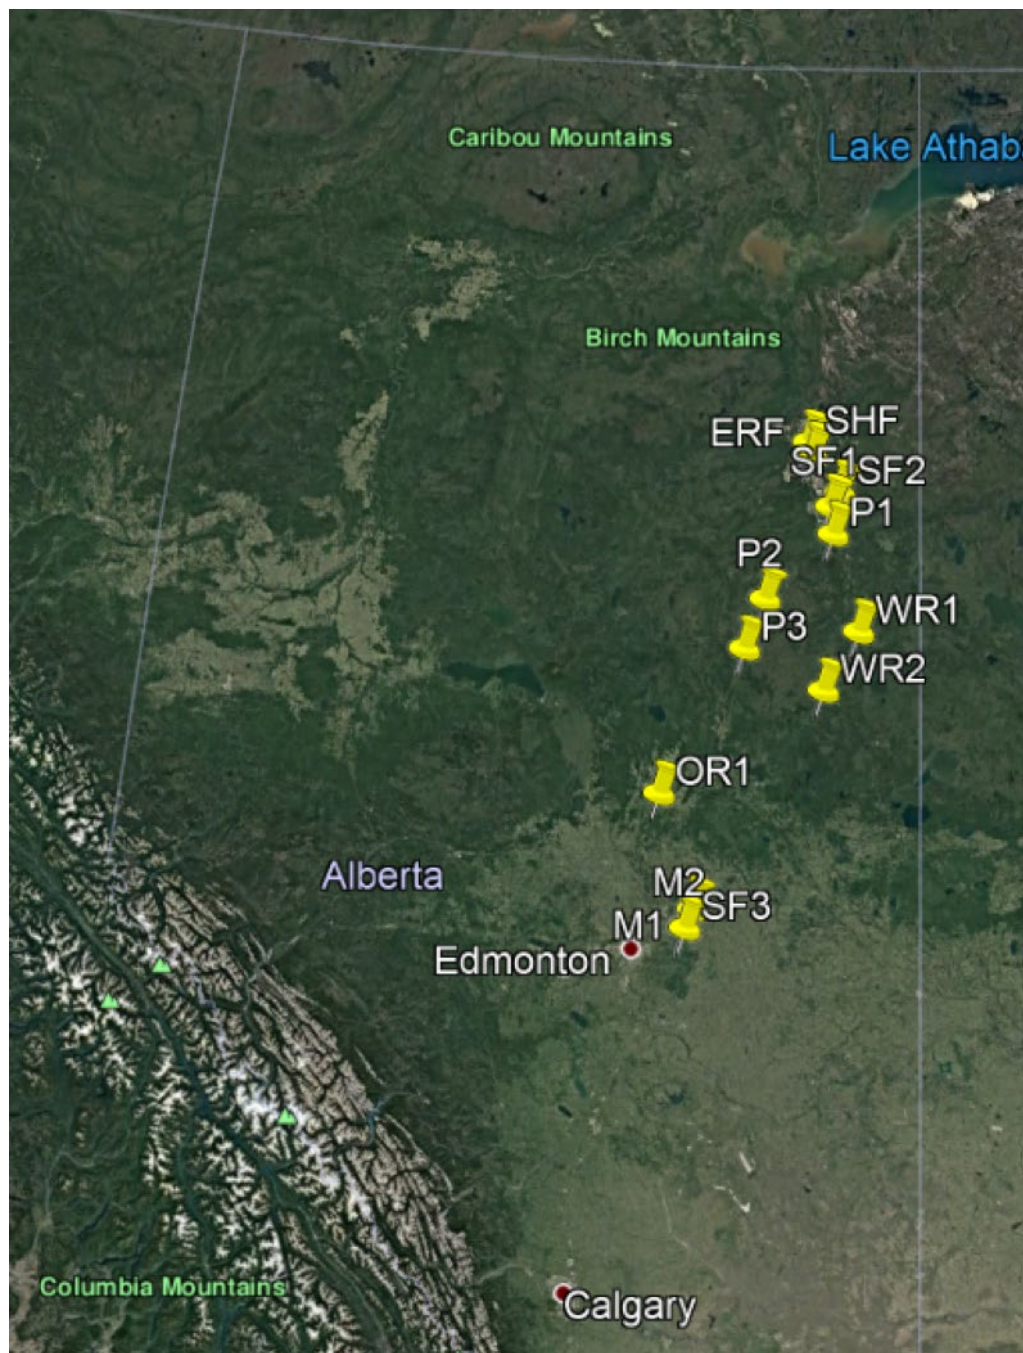 Caribou Mountains
Lake Athab
Birch Mountains
ERF
SHF
SF1
SF2
P1
P2
WR1
P3
WR2
OR1
Alberta
M2
SF3
M1
Edmonton
Columbia Mountains
Calgary